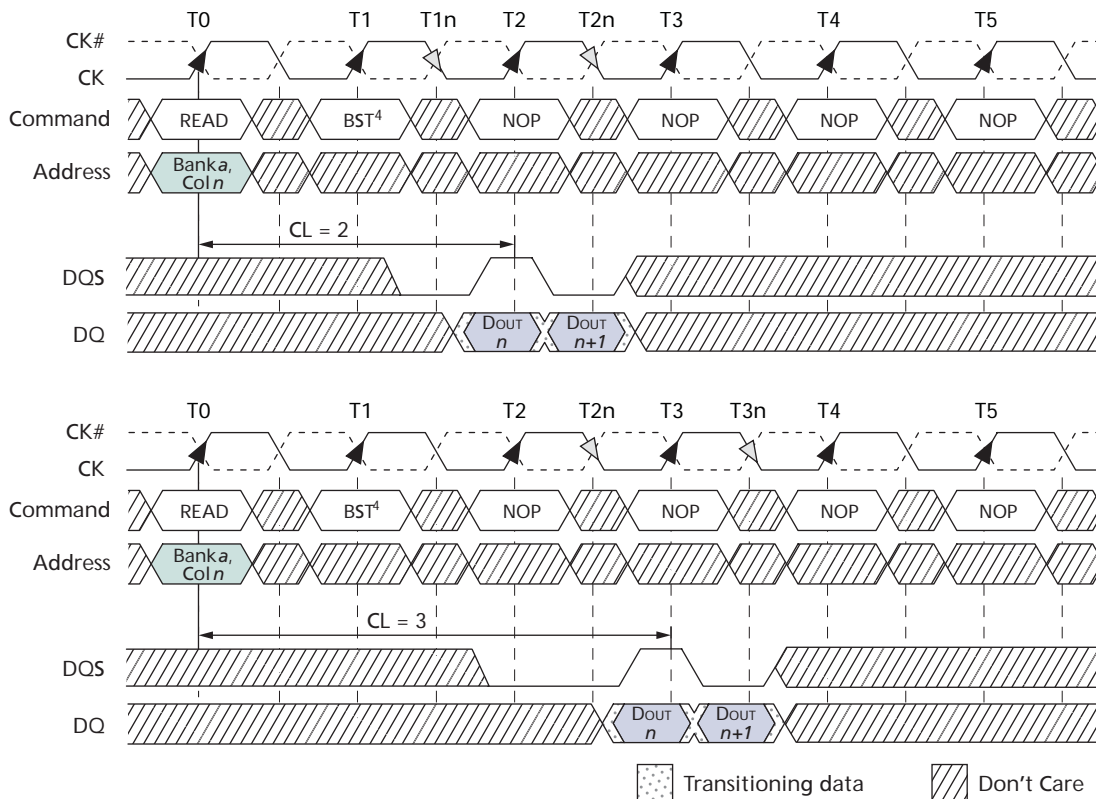 T0 T1 T1n T2 T2n T3 T4 T5
CK#
CK
Command READ BST4 NOP NOP NOP NOP
Address Bank a,
Col n
CL = 2
DQS
DQ DOUT DOUT
n n+1
T0 T1 T2 T2n T3 T3n T4 T5
CK#
CK
Command READ BST4 NOP NOP NOP NOP
Address Bank a,
Col n
CL = 3
DQS
DQ DOUT DOUT
n n+1
Transitioning data Don't Care